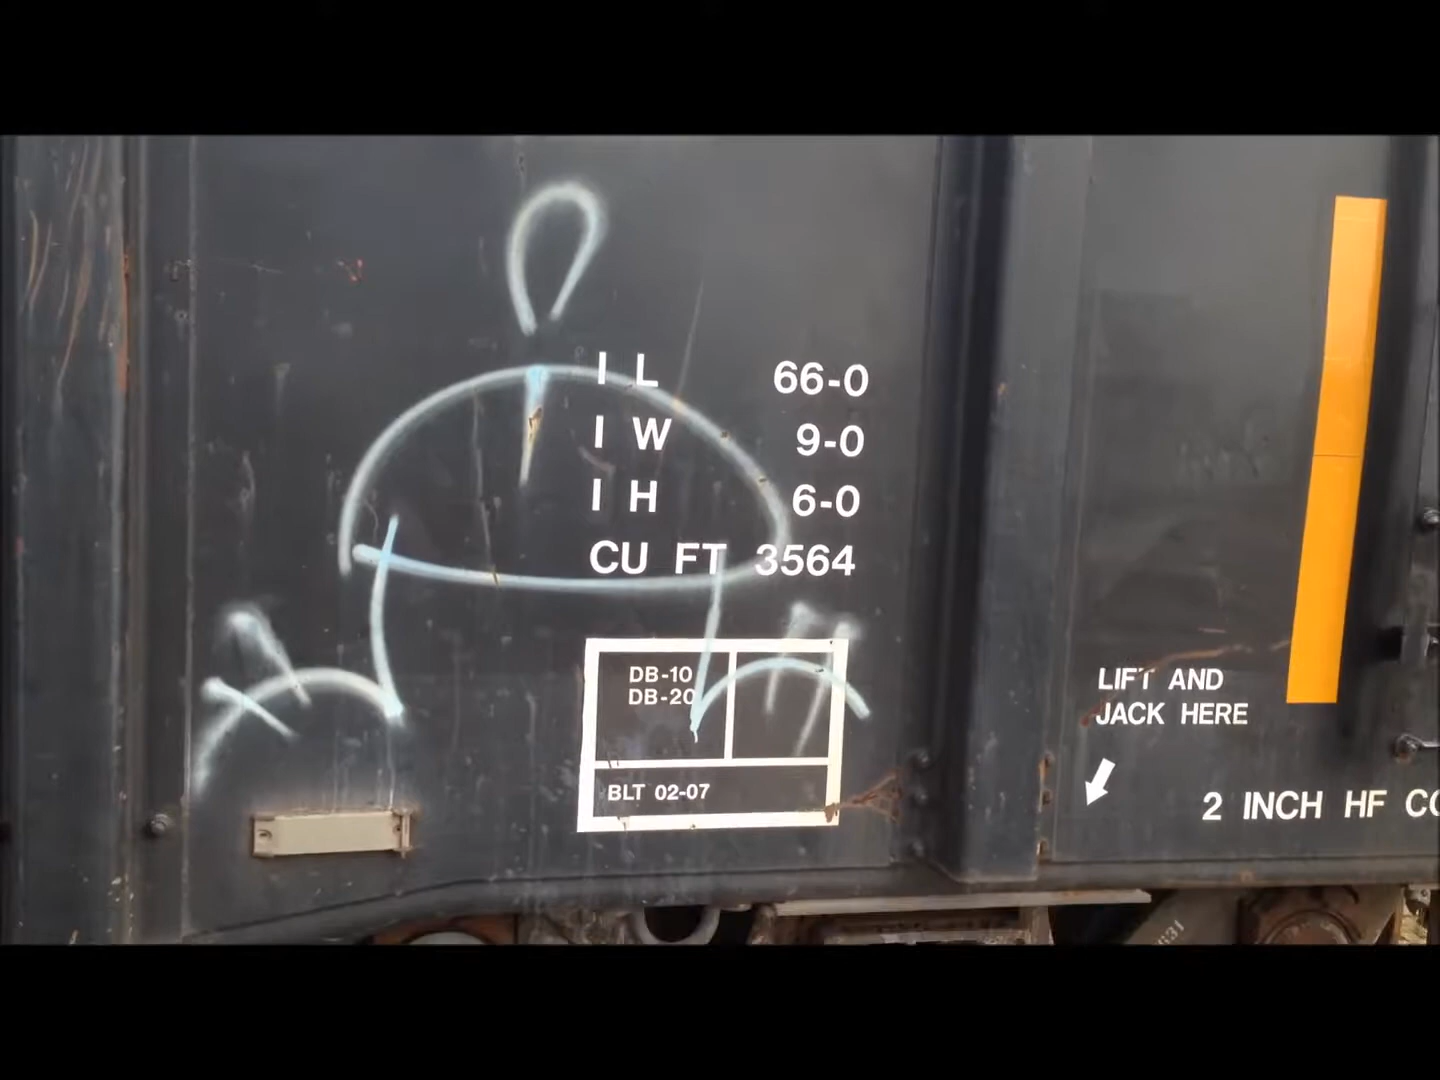 I L 66-0
I W 9-0
I H 6-0
CU FT 3564
DB-10
DB-20
BLT 02-07
LIFT AND
JACK HERE
2 INCH HF
631